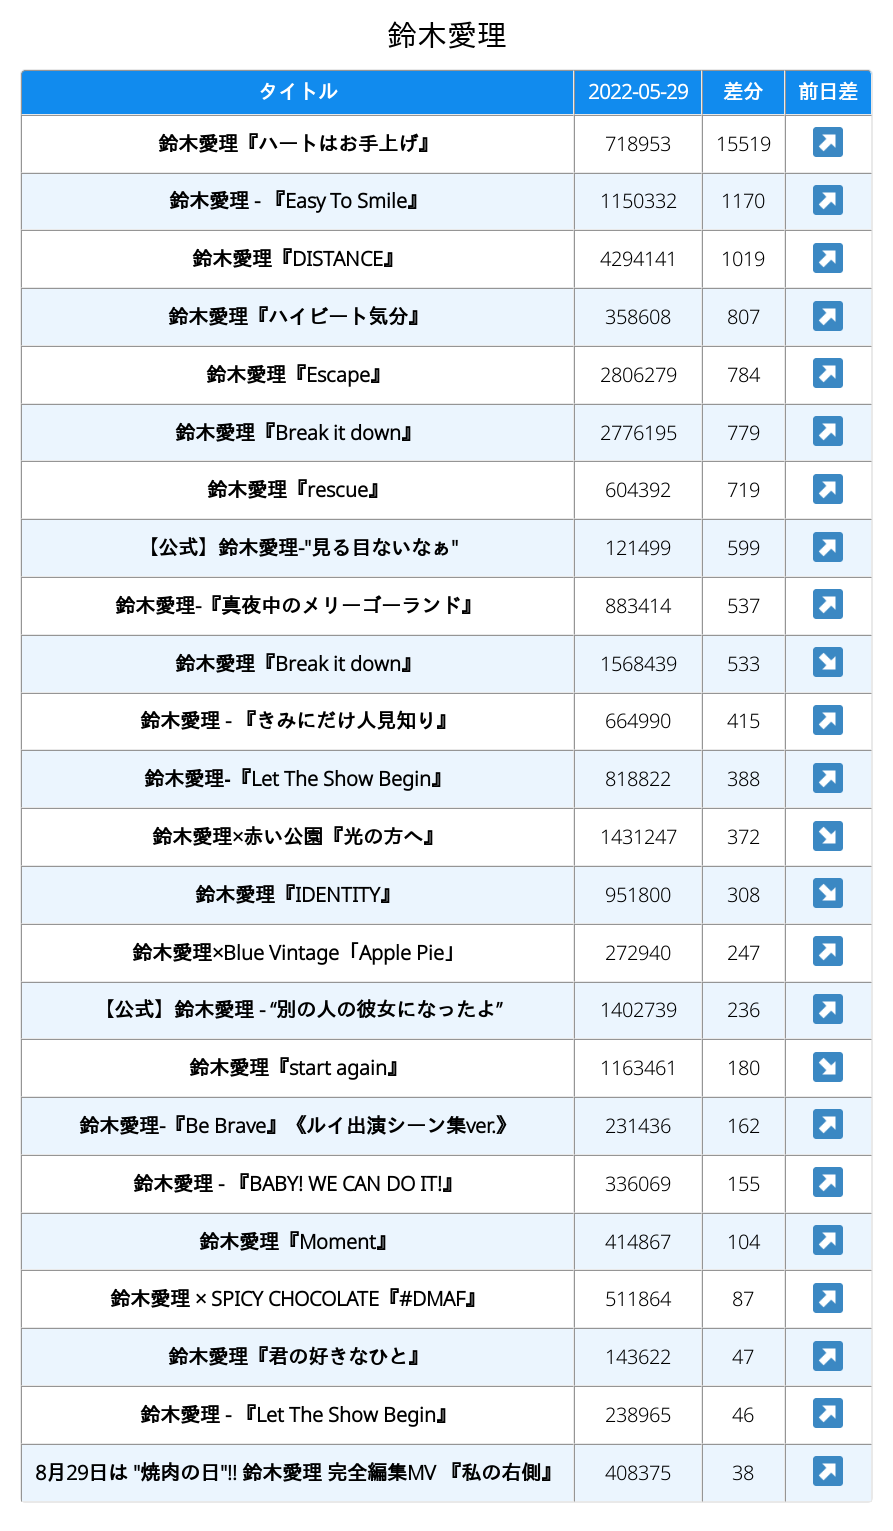 鈴木愛理
タイトル 2022-05-29 差分 前日差
鈴木愛理『ハートはお手上げ』 718953 15519 ↗
鈴木愛理 - 『Easy To Smile』 1150332 1170 ↗
鈴木愛理『DISTANCE』 4294141 1019 ↗
鈴木愛理『ハイビート気分』 358608 807 ↗
鈴木愛理『Escape』 2806279 784 ↗
鈴木愛理『Break it down』 2776195 779 ↗
鈴木愛理『rescue』 604392 719 ↗
【公式】鈴木愛理-"見る目ないなぁ" 121499 599 ↗
鈴木愛理-『真夜中のメリーゴーランド』 883414 537 ↗
鈴木愛理『Break it down』 1568439 533 ↘
鈴木愛理 - 『きみにだけ人見知り』 664990 415 ↗
鈴木愛理-『Let The Show Begin』 818822 388 ↗
鈴木愛理×赤い公園『光の方へ』 1431247 372 ↘
鈴木愛理『IDENTITY』 951800 308 ↘
鈴木愛理×Blue Vintage「Apple Pie」 272940 247 ↗
【公式】鈴木愛理 - “別の人の彼女になったよ” 1402739 236 ↗
鈴木愛理『start again』 1163461 180 ↘
鈴木愛理-『Be Brave』《ルイ出演シーン集ver.》 231436 162 ↗
鈴木愛理 - 『BABY! WE CAN DO IT!』 336069 155 ↗
鈴木愛理『Moment』 414867 104 ↗
鈴木愛理 × SPICY CHOCOLATE『#DMAF』 511864 87 ↗
鈴木愛理『君の好きなひと』 143622 47 ↗
鈴木愛理 - 『Let The Show Begin』 238965 46 ↗
8月29日は "焼肉の日"!! 鈴木愛理 完全編集MV 『私の右側』 408375 38 ↗